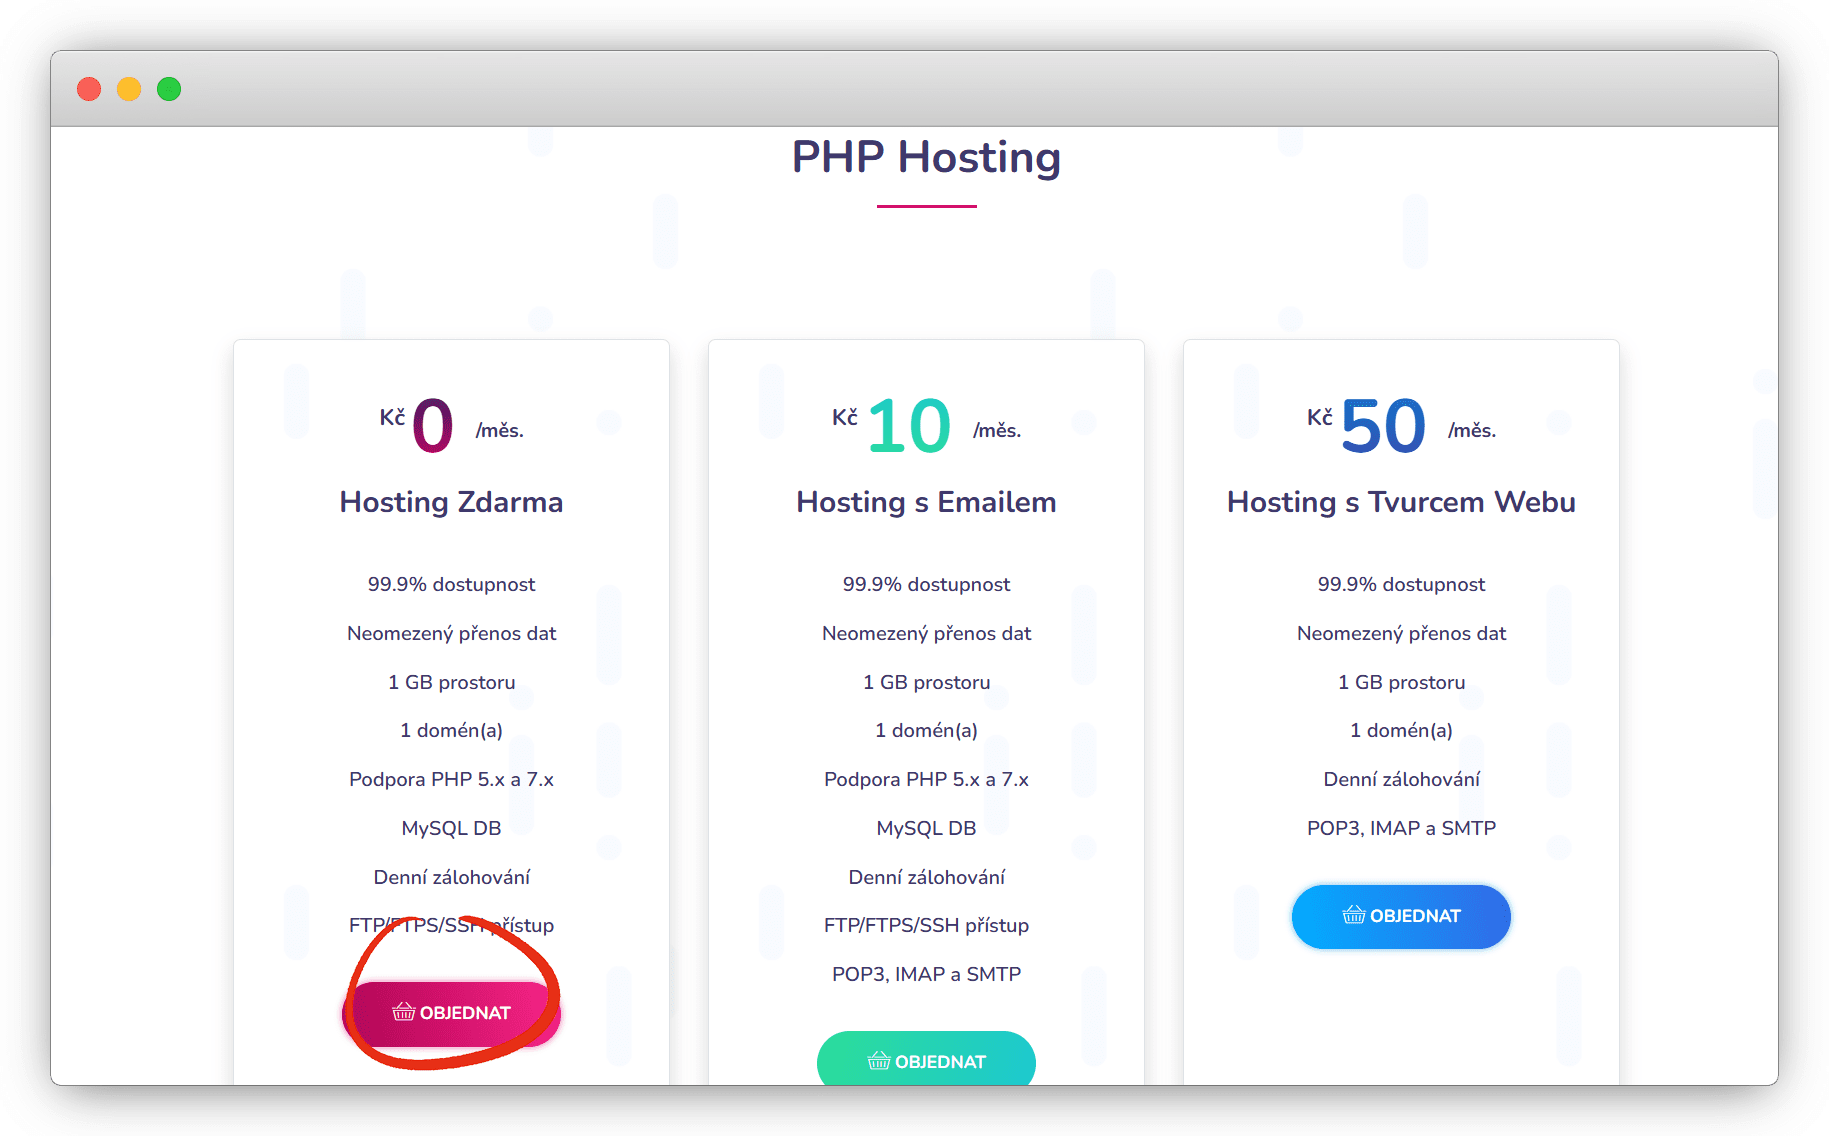 PHP Hosting
Kč 0 /měs.
Hosting Zdarma
99.9% dostupnost
Neomezený přenos dat
1 GB prostoru
1 domén(a)
Podpora PHP 5.x a 7.x
MySQL DB
Denní zálohování
FTP/FTPS/SSH přístup
OBJEDNAT
Kč 10 /měs.
Hosting s Emailem
99.9% dostupnost
Neomezený přenos dat
1 GB prostoru
1 domén(a)
Podpora PHP 5.x a 7.x
MySQL DB
Denní zálohování
FTP/FTPS/SSH přístup
POP3, IMAP a SMTP
OBJEDNAT
Kč 50 /měs.
Hosting s Tvurcem Webu
99.9% dostupnost
Neomezený přenos dat
1 GB prostoru
1 domén(a)
Denní zálohování
POP3, IMAP a SMTP
OBJEDNAT